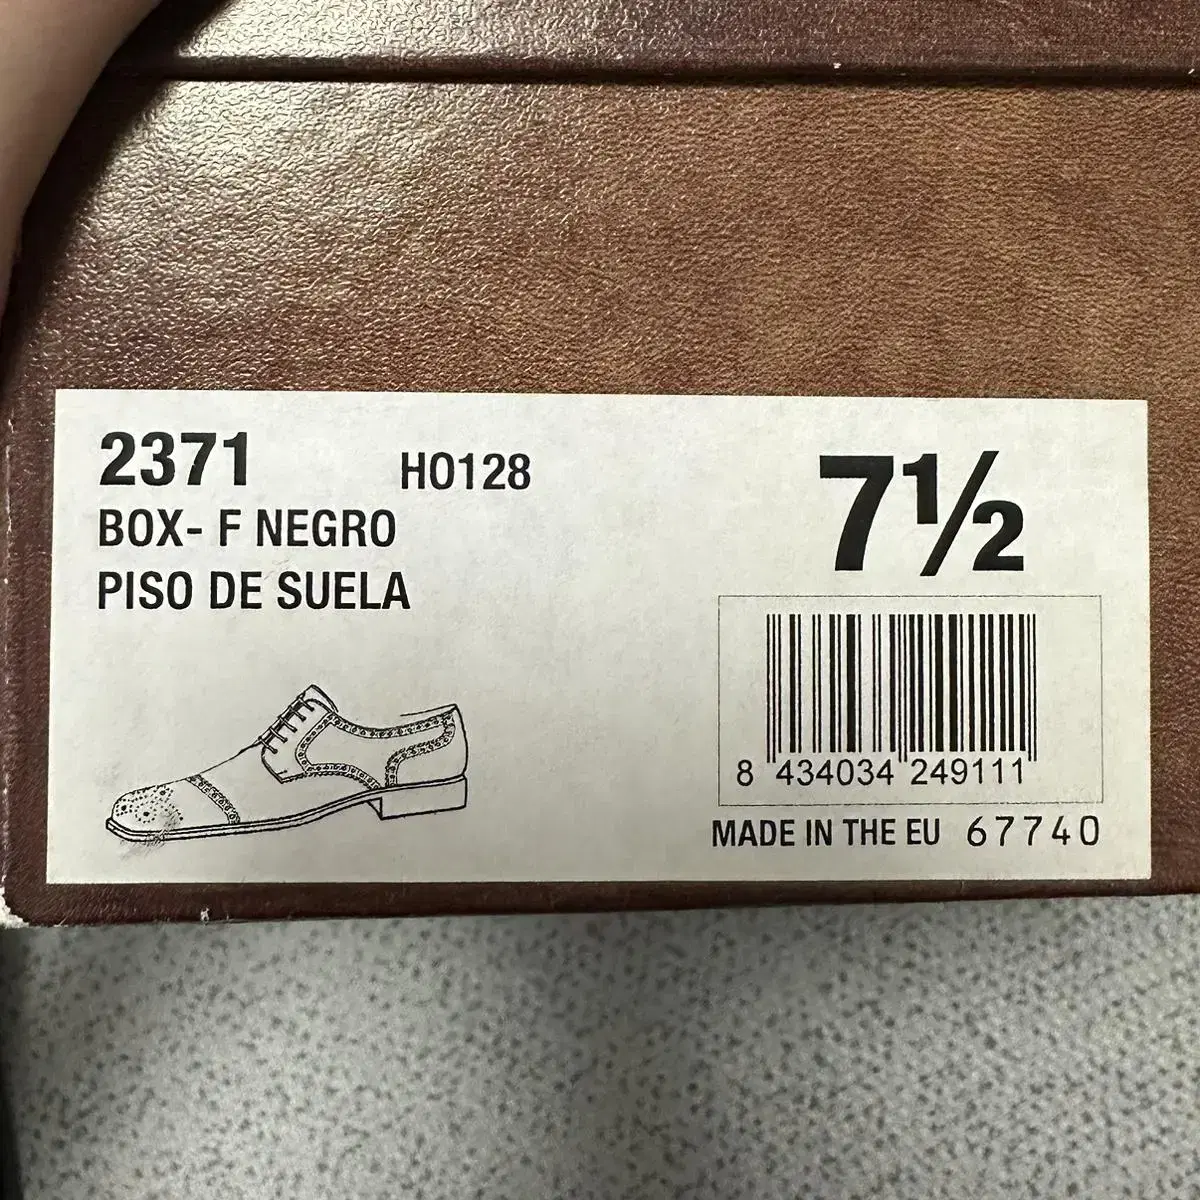 2371 HO128
BOX- F NEGRO
PISO DE SUELA
7½
8 434034 249111
MADE IN THE EU 67740